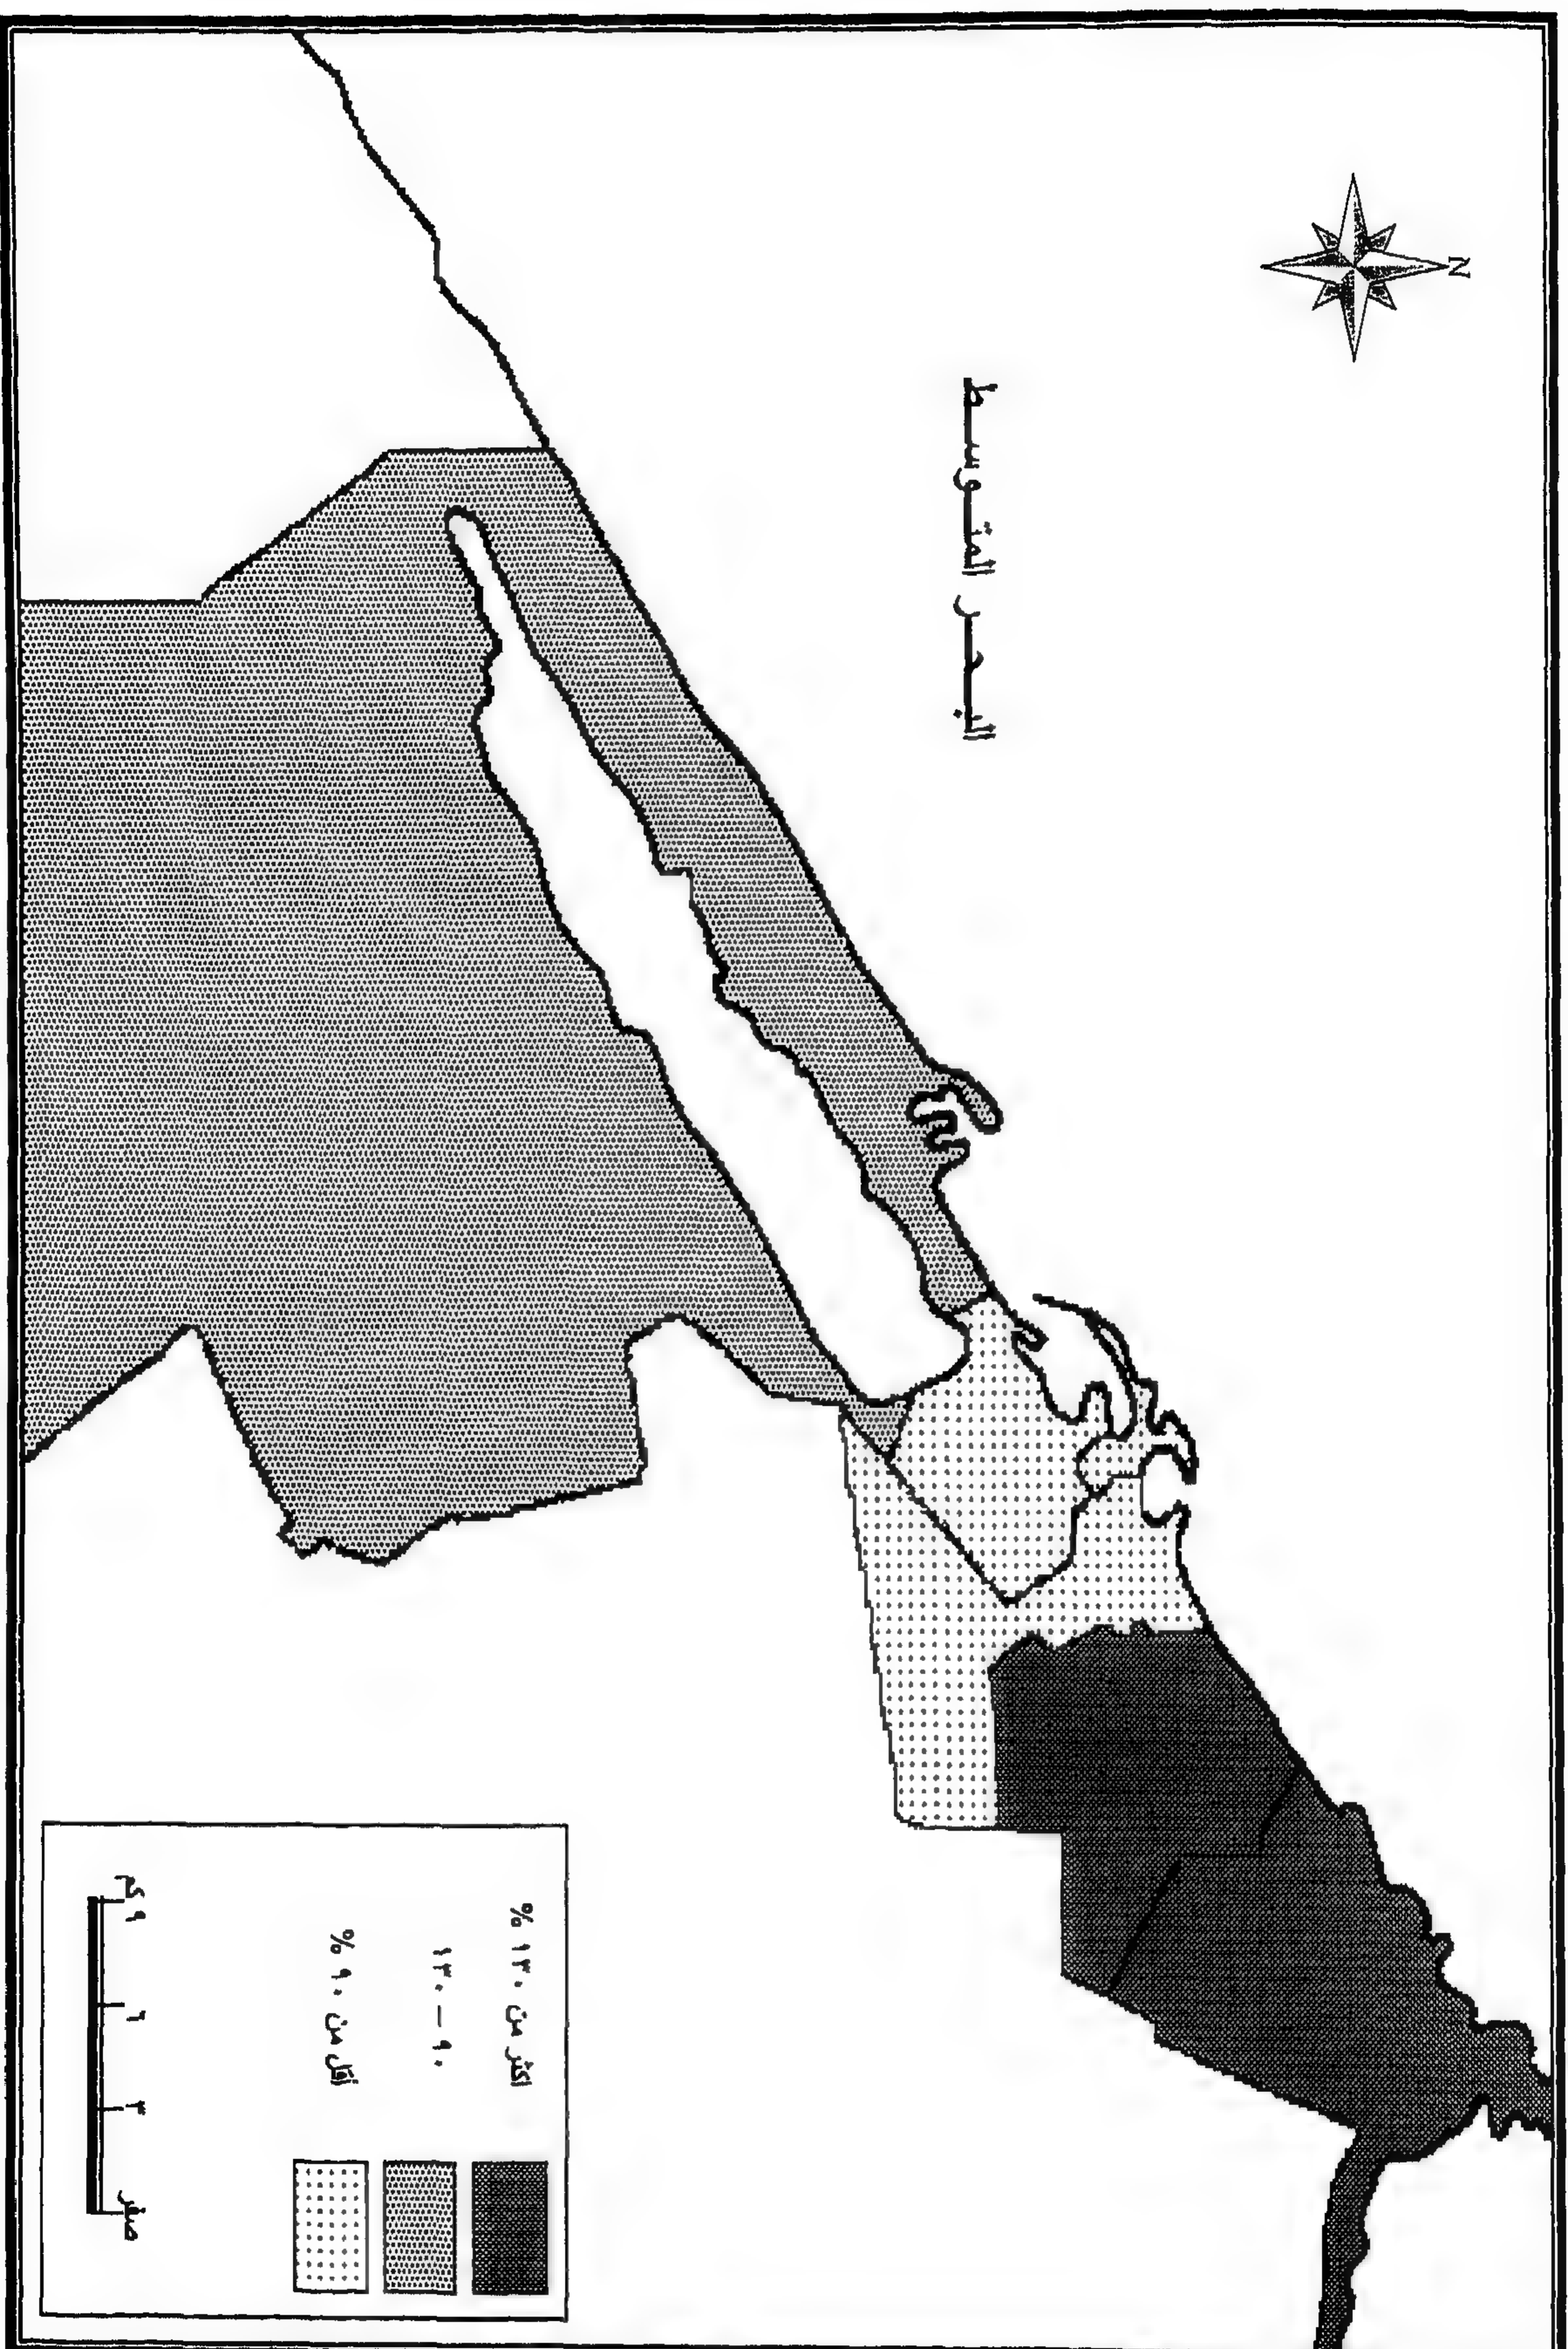 N
البحر المتوسط
أكثر من ١٣٠ %
٩٠ – ١٣٠
أقل من ٩٠ %
صفر ٣ ٦ ٩ كم